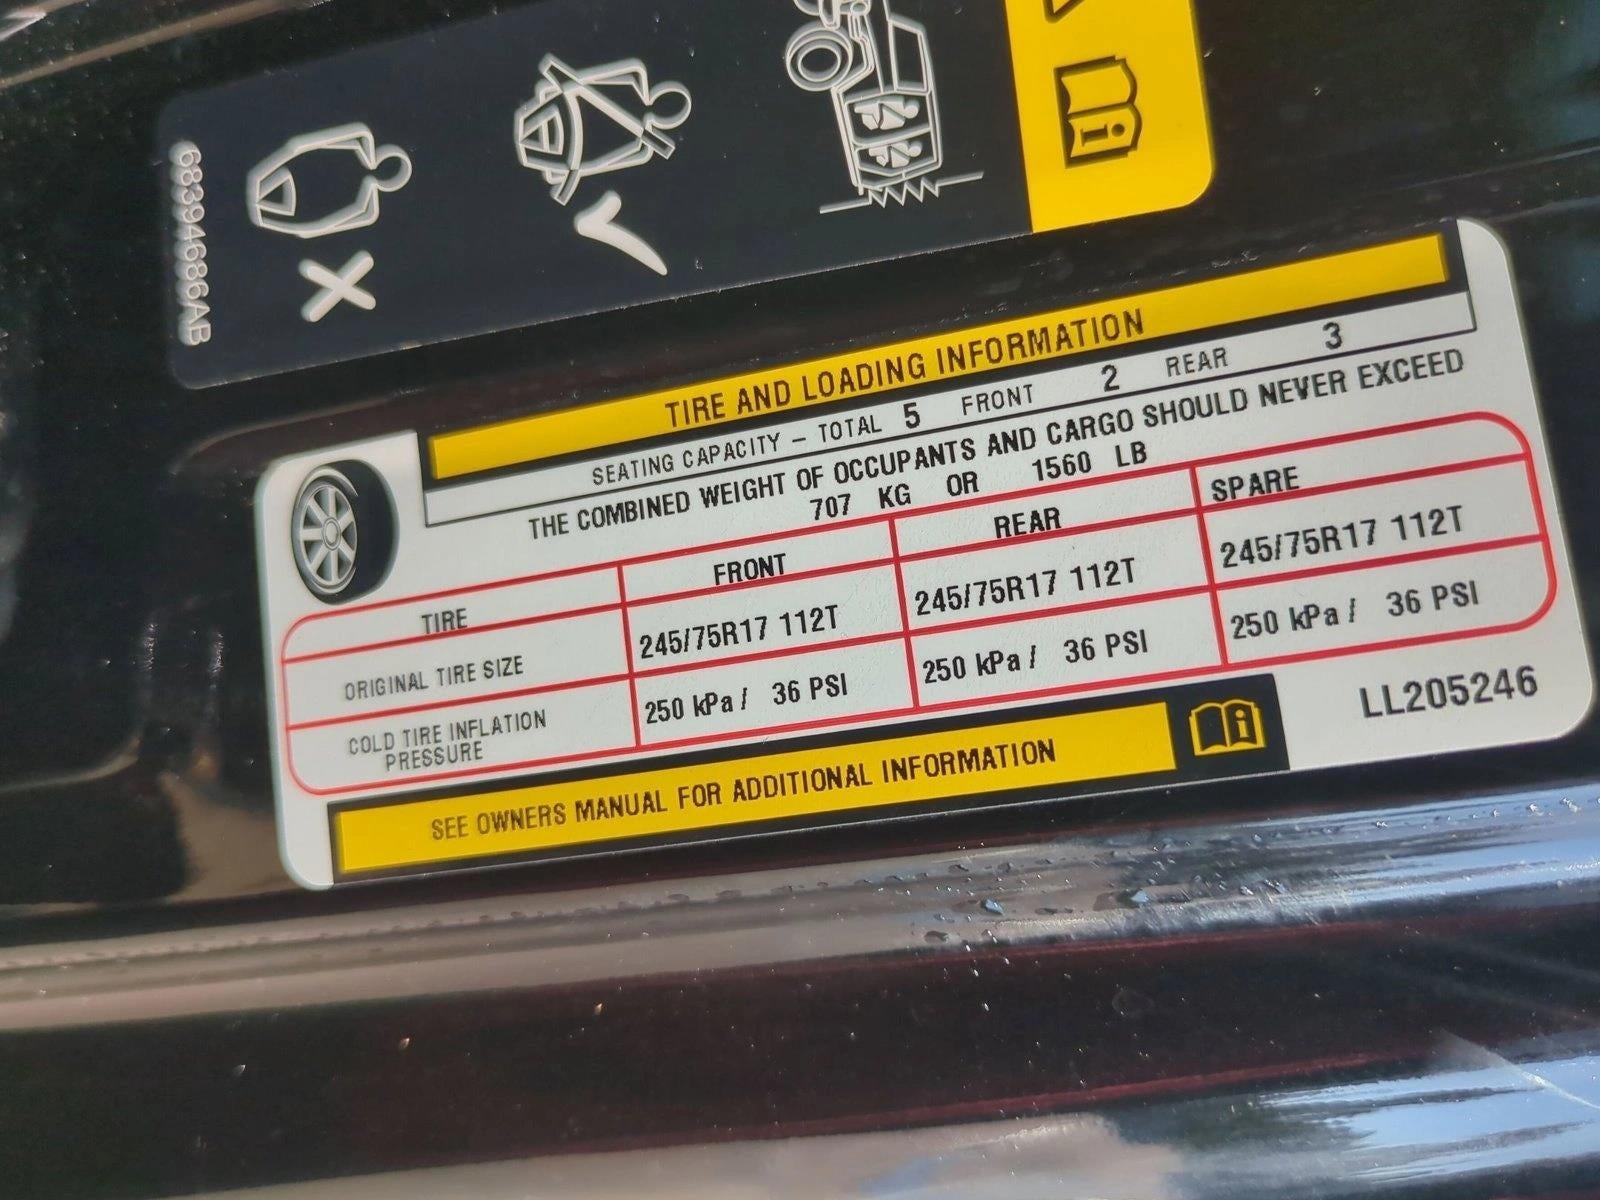 68394686AB
TIRE AND LOADING INFORMATION
SEATING CAPACITY – TOTAL 5 FRONT 2 REAR 3
THE COMBINED WEIGHT OF OCCUPANTS AND CARGO SHOULD NEVER EXCEED
707 KG OR 1560 LB
TIRE FRONT REAR SPARE
ORIGINAL TIRE SIZE 245/75R17 112T 245/75R17 112T 245/75R17 112T
COLD TIRE INFLATION
PRESSURE 250 kPa / 36 PSI 250 kPa / 36 PSI 250 kPa / 36 PSI
SEE OWNERS MANUAL FOR ADDITIONAL INFORMATION
LL205246